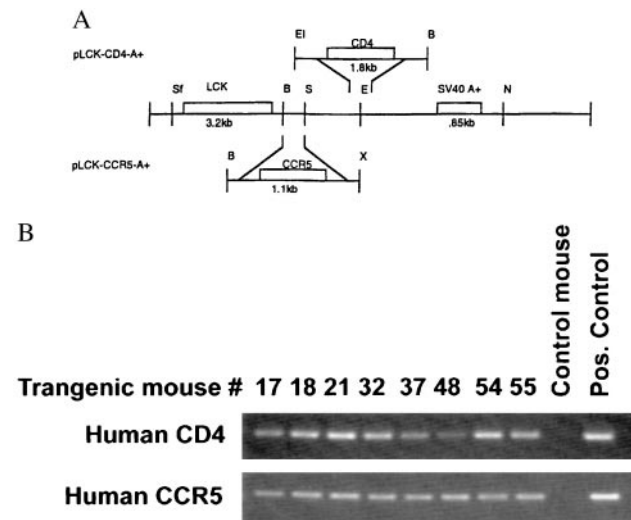 A
EI CD4 B
pLCK-CD4-A+
1.8kb
Sf LCK B S E SV40 A+ N
3.2kb .65kb
pLCK-CCR5-A+ B CCR5 X
1.1kb
B
Control mouse
Pos. Control
Trangenic mouse # 17 18 21 32 37 48 54 55
Human CD4
Human CCR5